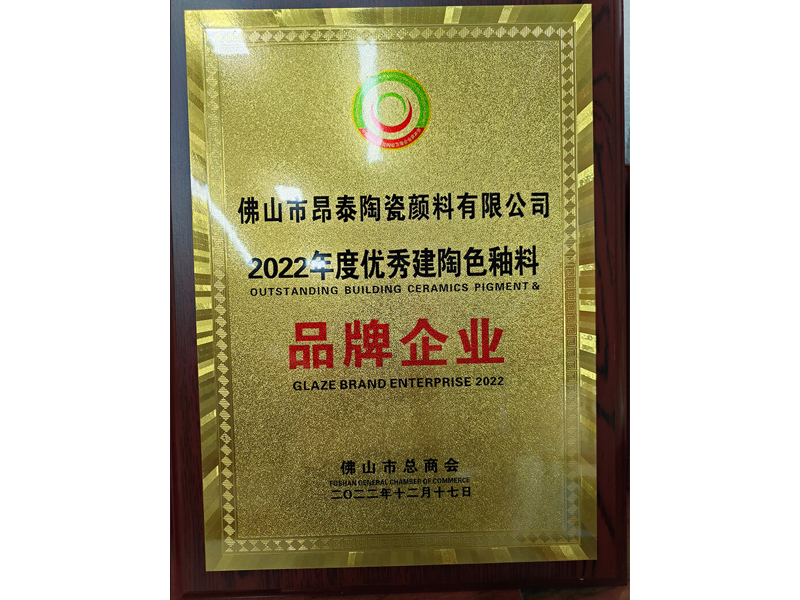 佛山市昂泰陶瓷颜料有限公司
2022年度优秀建陶色釉料
OUTSTANDING BUILDING CERAMICS PIGMENT &
品牌企业
GLAZE BRAND ENTERPRISE 2022
佛山市总商会
FOSHAN GENERAL CHAMBER OF COMMERCE
二〇二二年十二月十七日